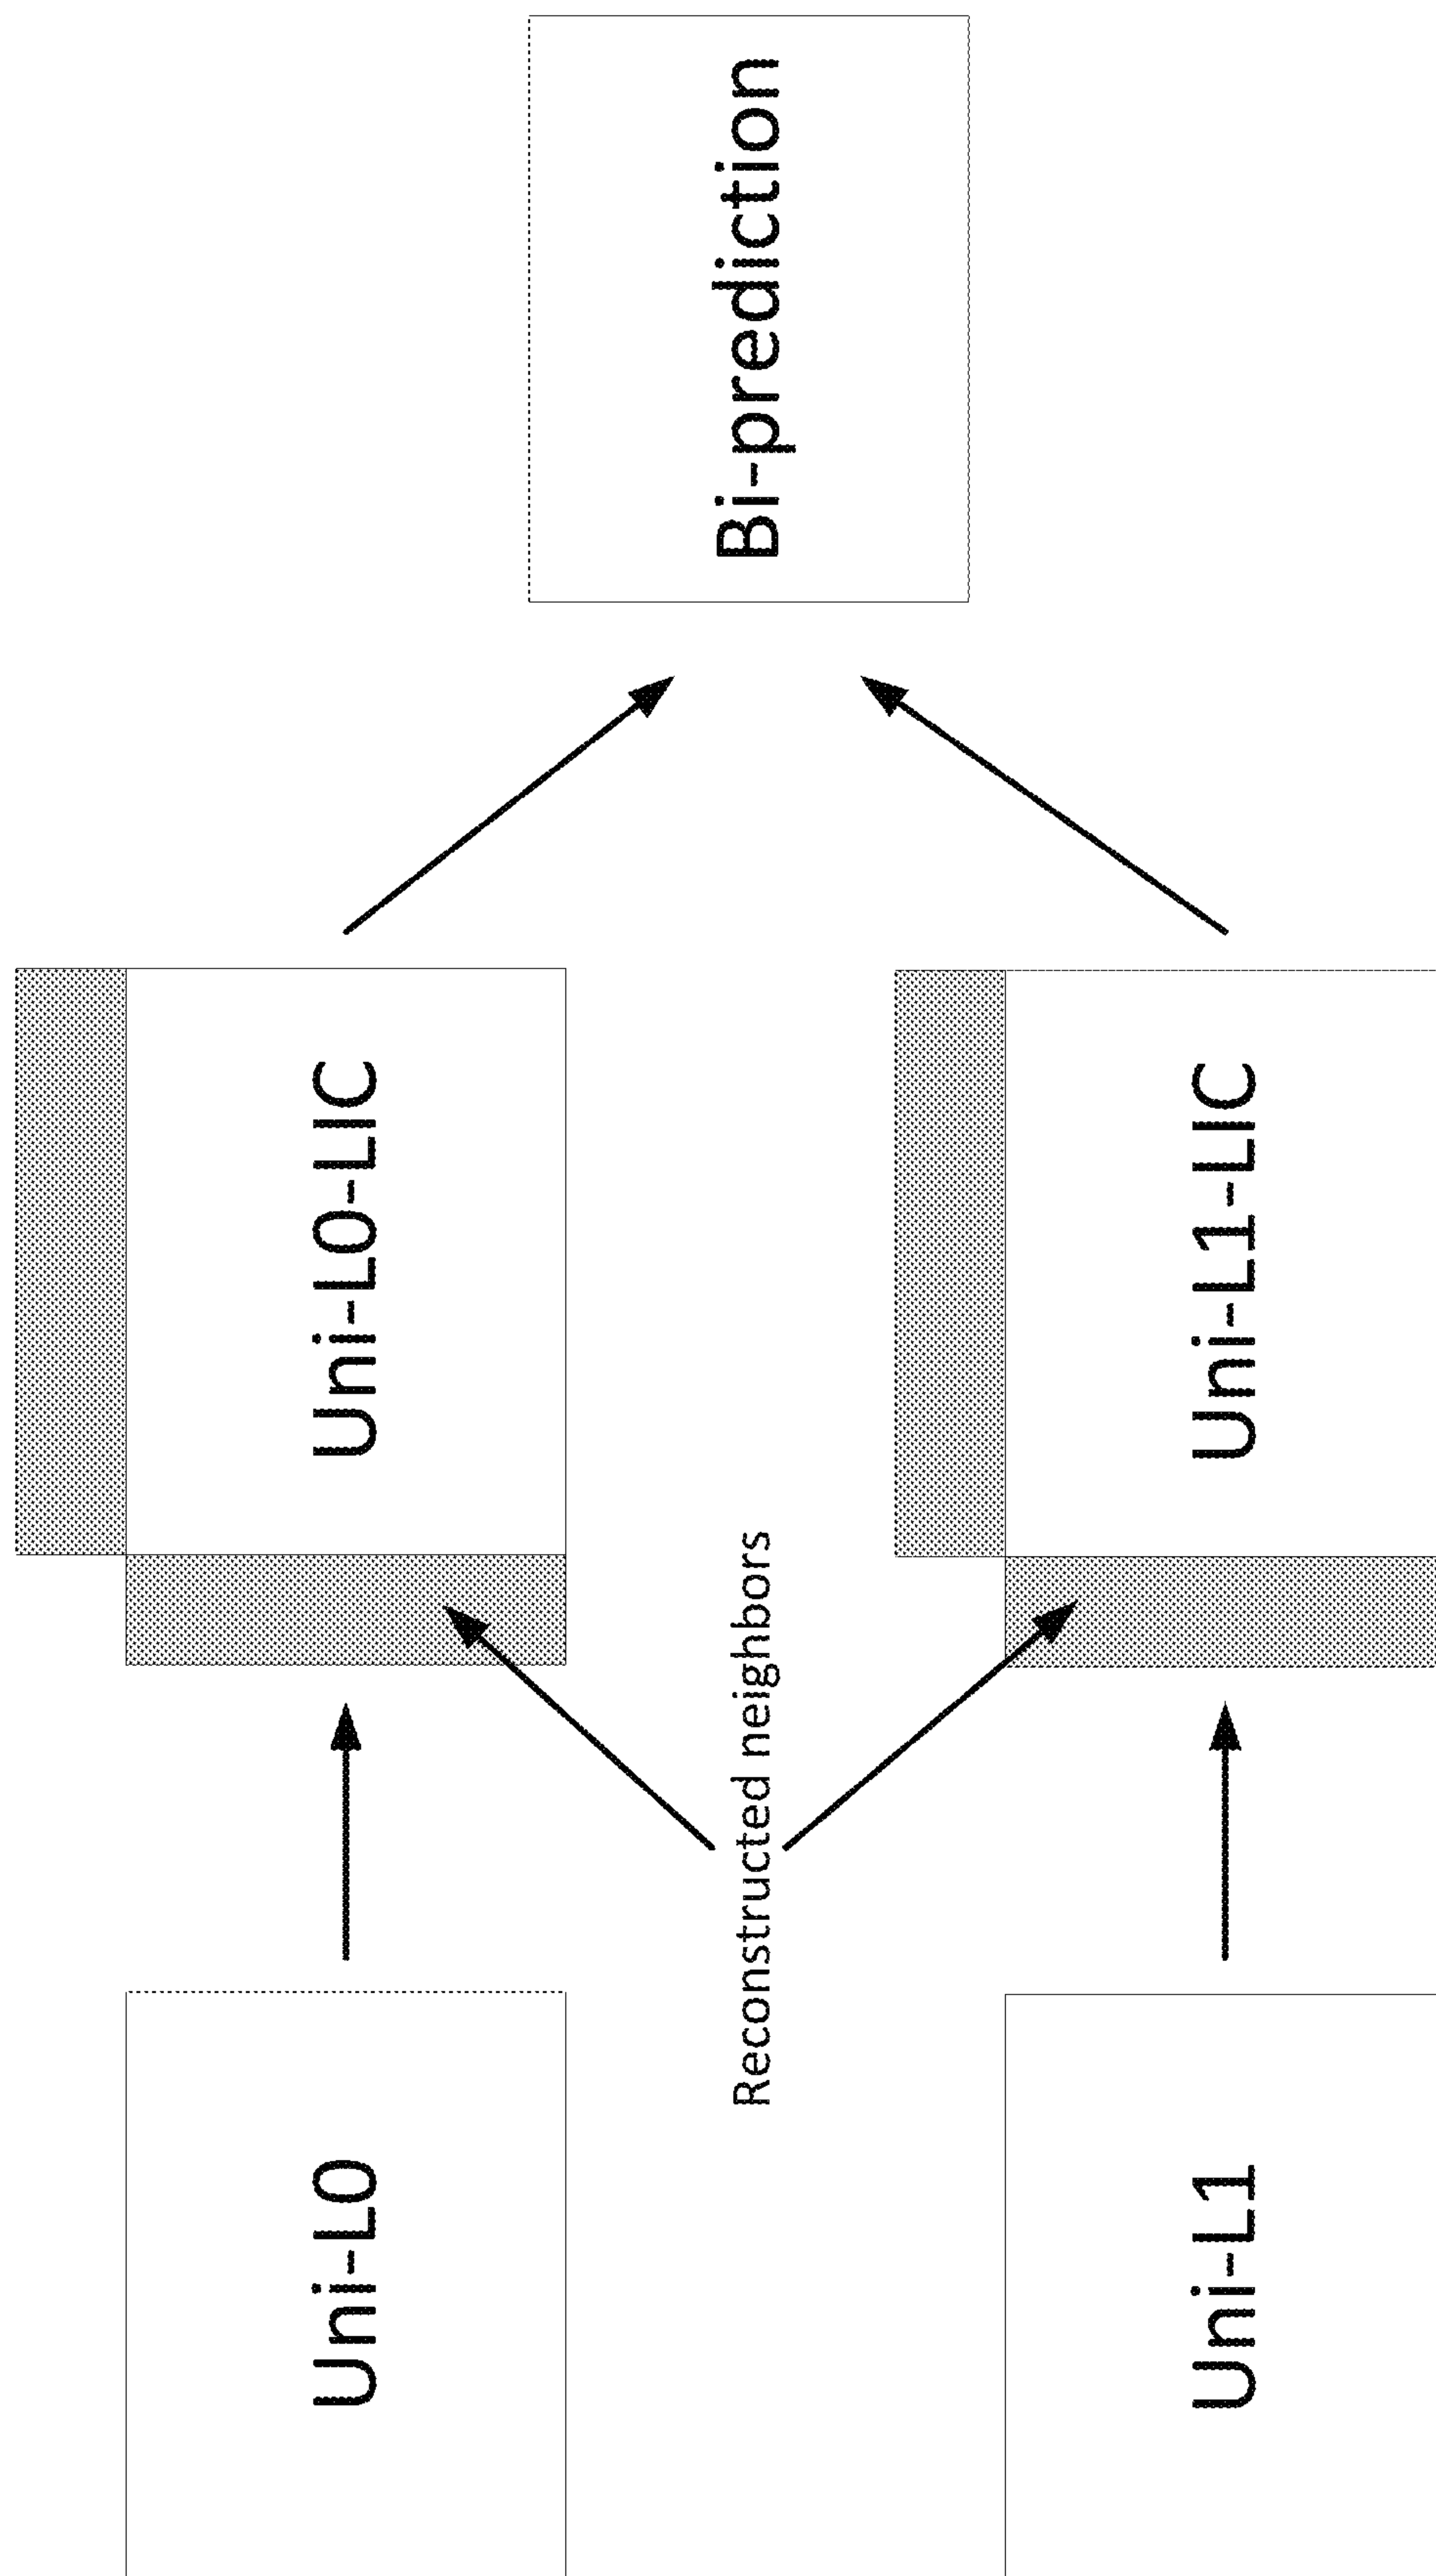 Uni-L0
Uni-L0-LIC
Reconstructed neighbors
Bi-prediction
Uni-L1
Uni-L1-LIC